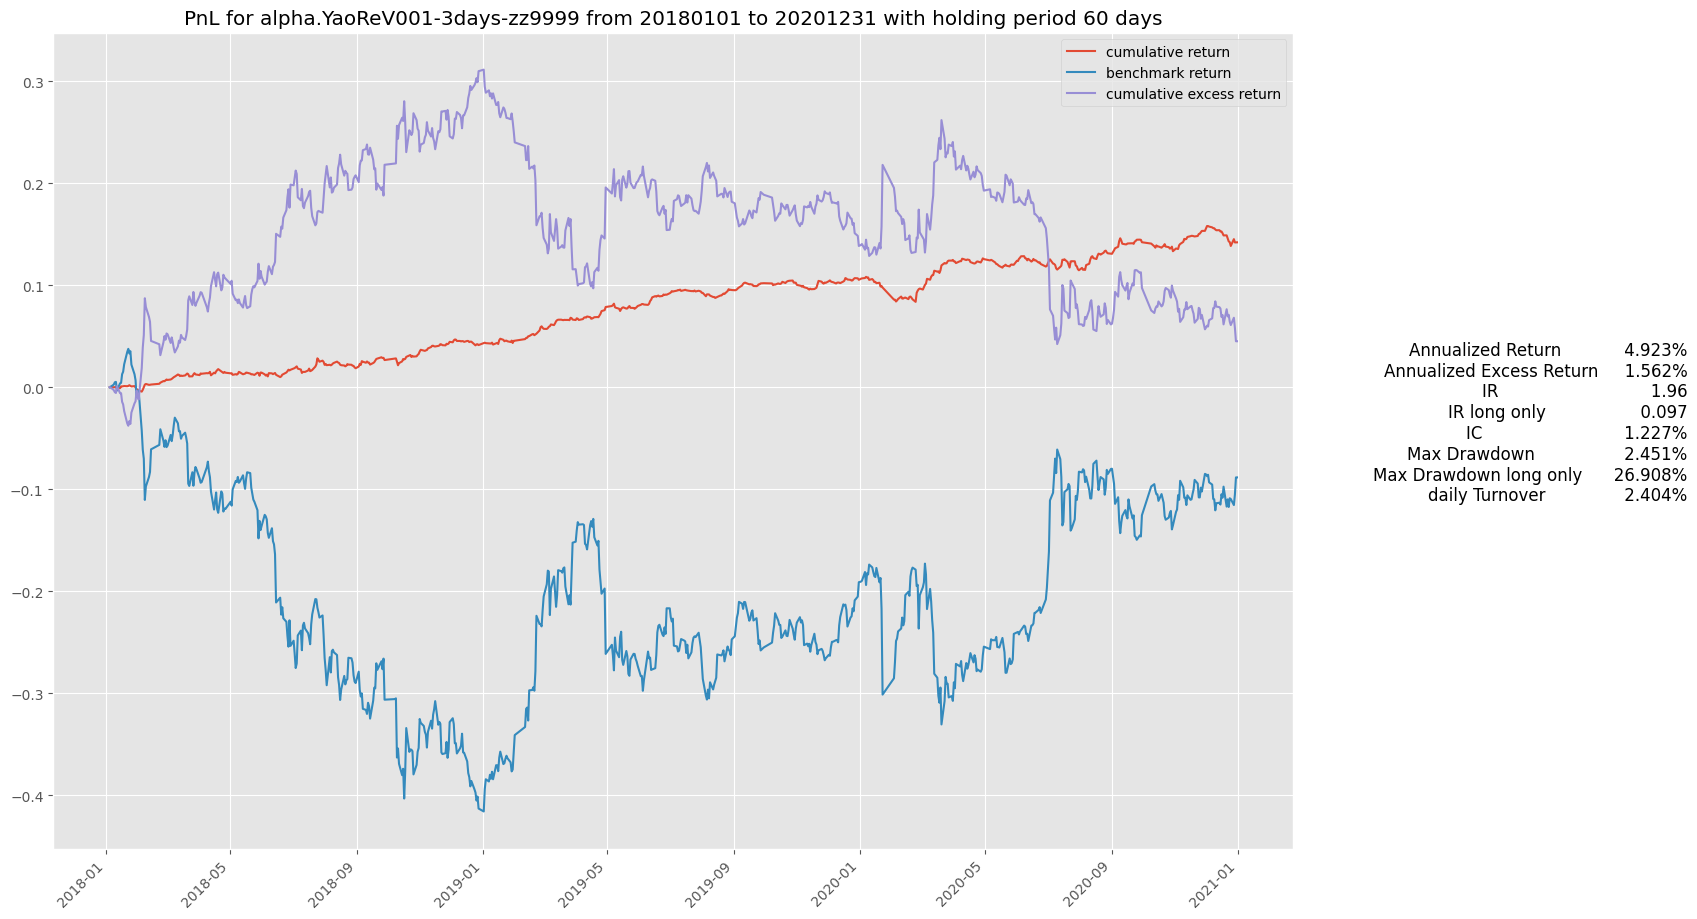 PnL for alpha.YaoReV001-3days-zz9999 from 20180101 to 20201231 with holding period 60 days
cumulative return
benchmark return
cumulative excess return
0.3
0.2
0.1
0.0
−0.1
−0.2
−0.3
−0.4
2018-01
2018-05
2018-09
2019-01
2019-05
2019-09
2020-01
2020-05
2020-09
2021-01
Annualized Return 4.923%
Annualized Excess Return 1.562%
IR 1.96
IR long only 0.097
IC 1.227%
Max Drawdown 2.451%
Max Drawdown long only 26.908%
daily Turnover 2.404%